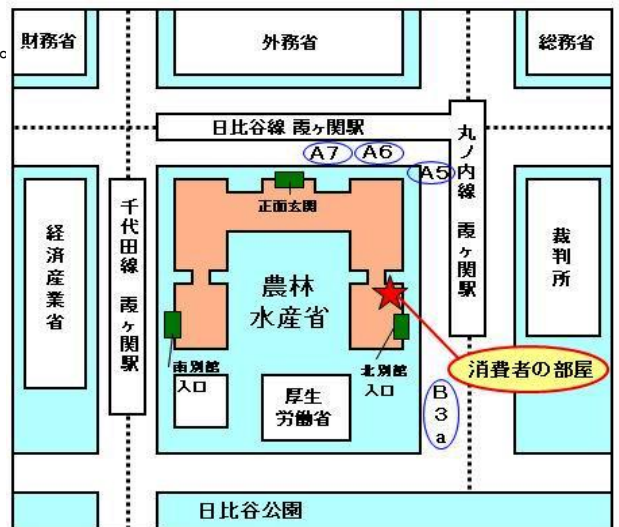 財務省
外務省
総務省
日比谷線 霞ヶ関駅
A7
A6
A5
丸ノ内線 霞ヶ関駅
千代田線 霞ヶ関駅
正面玄関
経済産業省
農林
水産省
裁判所
南別館
入口
北別館
入口
消費者の部屋
厚生
労働省
B3a
日比谷公園